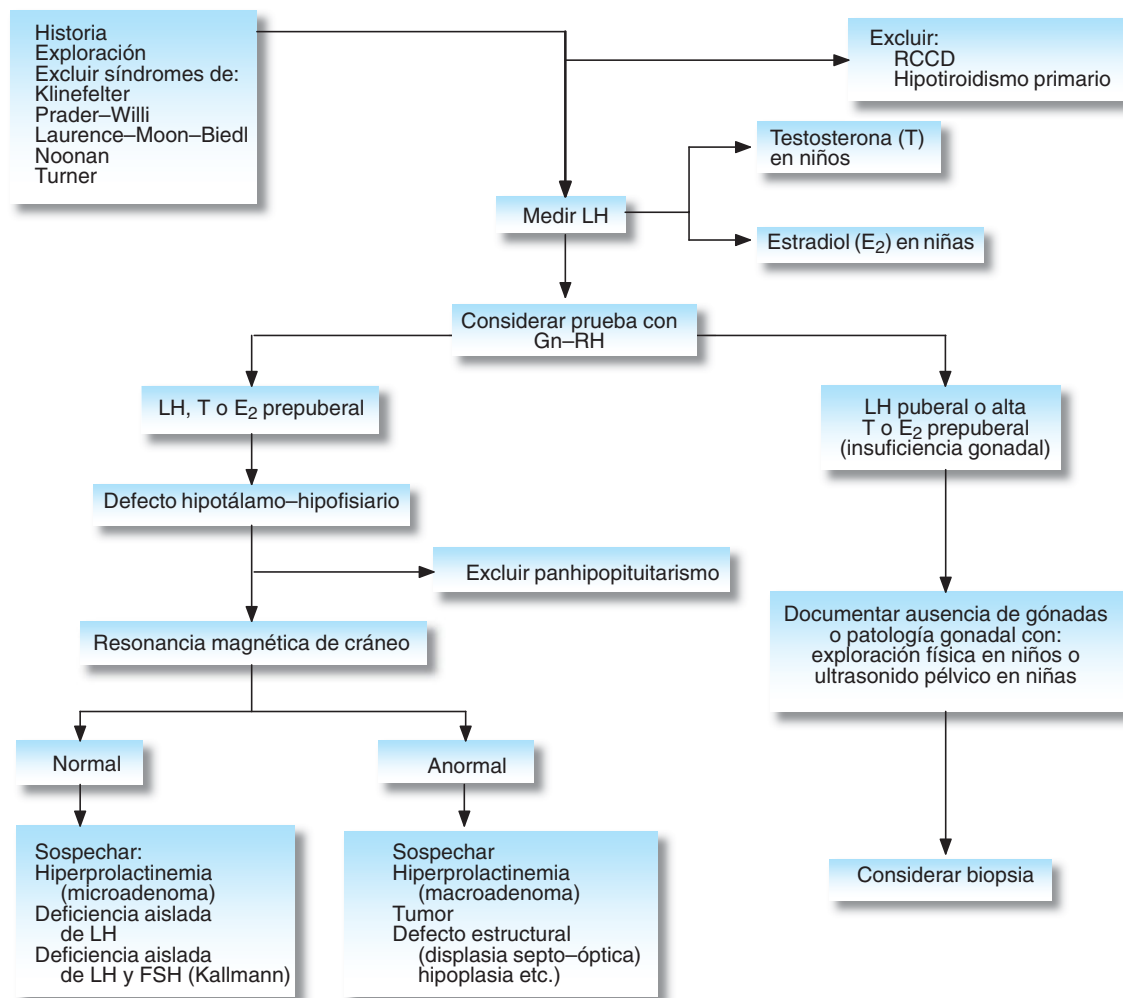 Historia
Exploración
Excluir síndromes de:
Klinefelter
Prader–Willi
Laurence–Moon–Biedl
Noonan
Turner
Excluir:
RCCD
Hipotiroidismo primario
Testosterona (T)
en niños
Medir LH
Estradiol (E2) en niñas
Considerar prueba con
Gn–RH
LH, T o E2 prepuberal
LH puberal o alta
T o E2 prepuberal
(insuficiencia gonadal)
Defecto hipotálamo–hipofisiario
Excluir panhipopituitarismo
Resonancia magnética de cráneo
Documentar ausencia de gónadas
o patología gonadal con:
exploración física en niños o
ultrasonido pélvico en niñas
Normal
Anormal
Sospechar:
Hiperprolactinemia
(microadenoma)
Deficiencia aislada
de LH
Deficiencia aislada
de LH y FSH (Kallmann)
Sospechar
Hiperprolactinemia
(macroadenoma)
Tumor
Defecto estructural
(displasia septo–óptica)
hipoplasia etc.)
Considerar biopsia